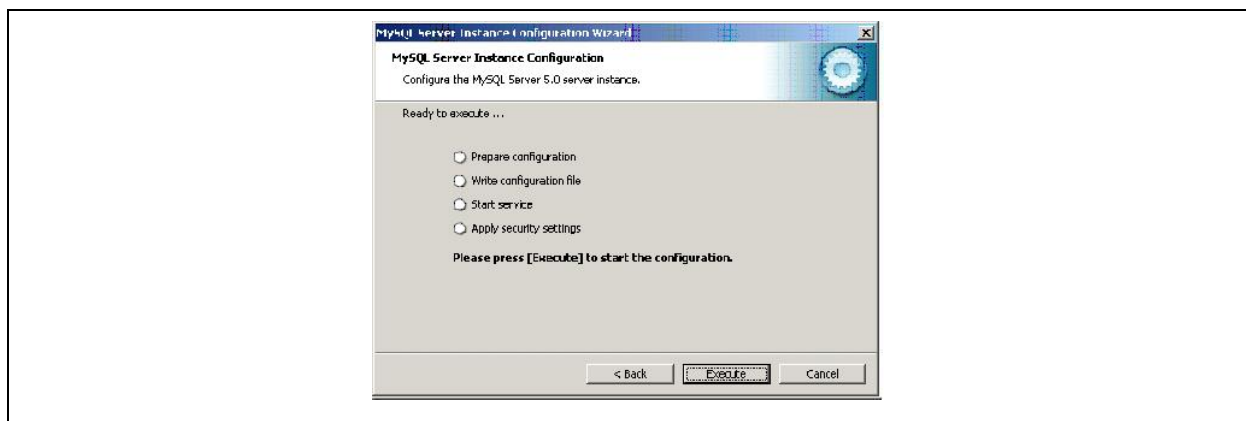 MySQL Server Instance Configuration Wizard
MySQL Server Instance Configuration
Configure the MySQL Server 5.0 server instance.
Ready to execute ...
Prepare configuration
Write configuration file
Start service
Apply security settings
Please press [Execute] to start the configuration.
< Back Execute Cancel